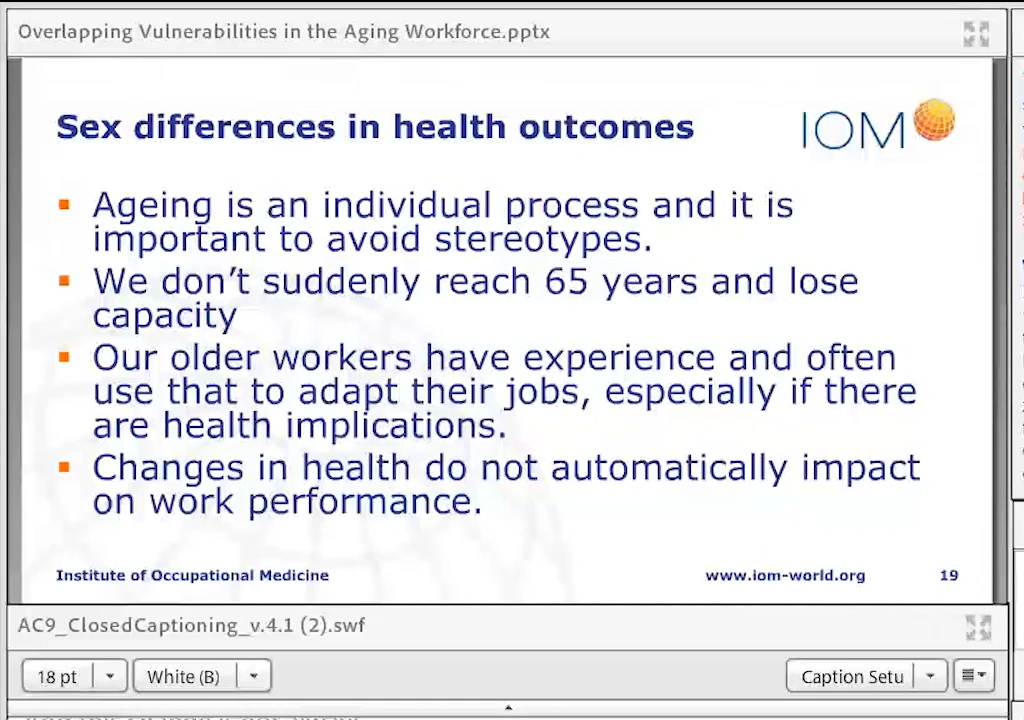 Overlapping Vulnerabilities in the Aging Workforce.pptx
Sex differences in health outcomes
IOM
Ageing is an individual process and it is
important to avoid stereotypes.
We don’t suddenly reach 65 years and lose
capacity
Our older workers have experience and often
use that to adapt their jobs, especially if there
are health implications.
Changes in health do not automatically impact
on work performance.
Institute of Occupational Medicine
www.iom-world.org
19
AC9_ClosedCaptioning_v.4.1 (2).swf
18 pt
White (B)
Caption Setu